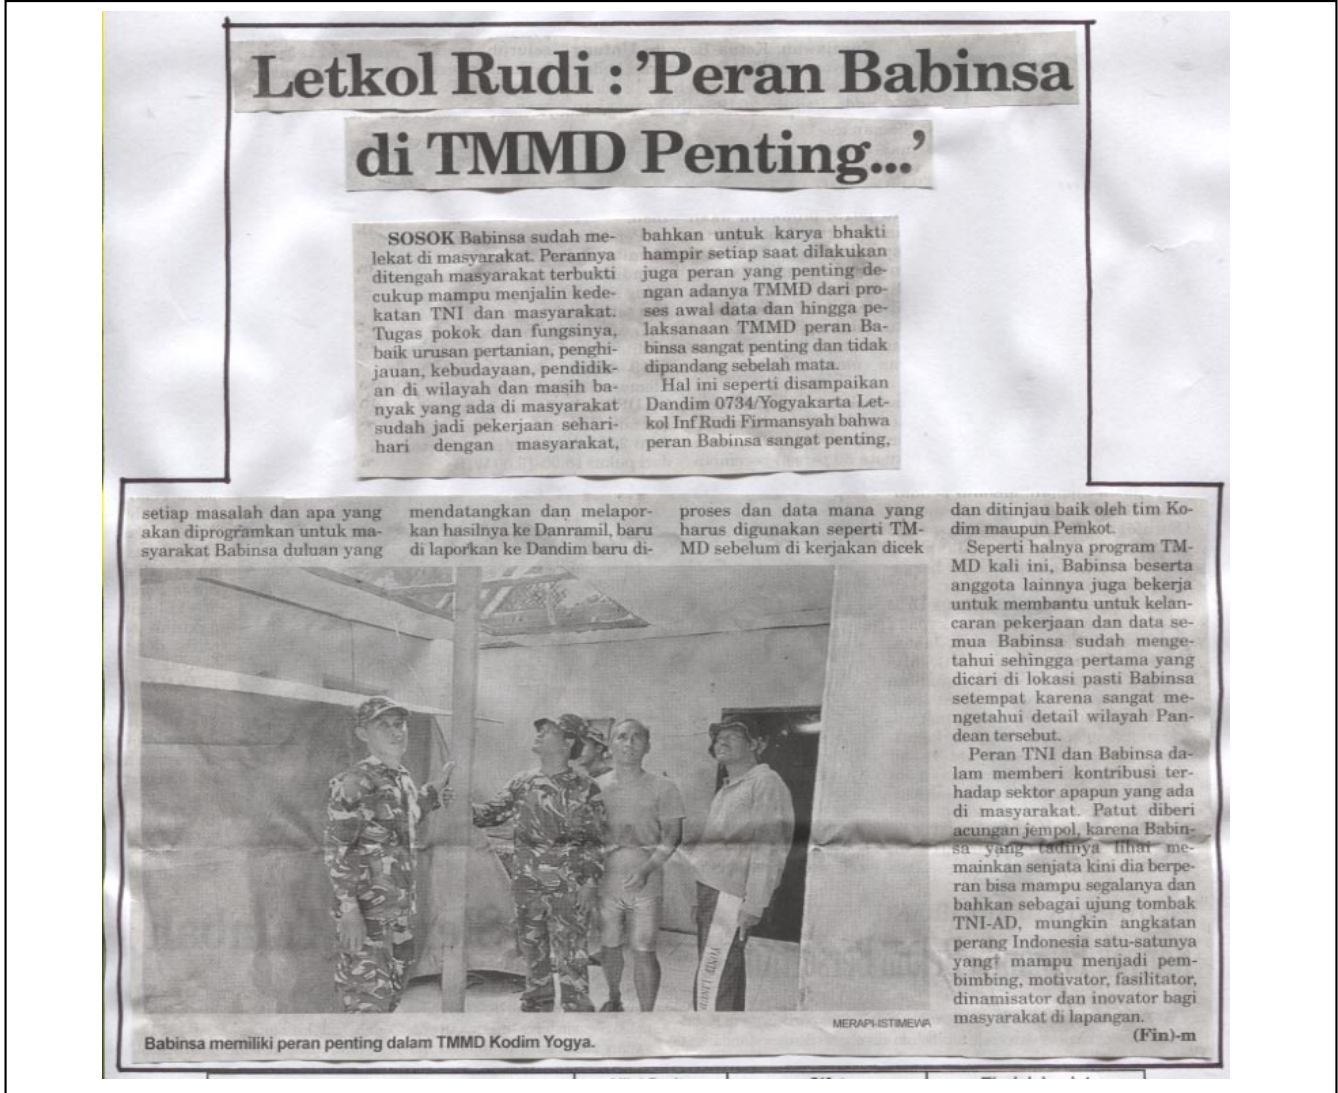 Letkol Rudi : 'Peran Babinsa
di TMMD Penting...'
SOSOK Babinsa sudah me-
lekat di masyarakat. Perannya
ditengah masyarakat terbukti
cukup mampu menjalin kede-
katan TNI dan masyarakat.
Tugas pokok dan fungsinya,
baik urusan pertanian, penghi-
jauan, kebudayaan, pendidik-
an di wilayah dan masih ba-
nyak yang ada di masyarakat
sudah jadi pekerjaan sehari-
hari dengan masyarakat,
bahkan untuk karya bhakti
hampir setiap saat dilakukan
juga peran yang penting de-
ngan adanya TMMD dari pro-
ses awal data dan hingga pe-
laksanaan TMMD peran Ba-
binsa sangat penting dan tidak
dipandang sebelah mata.
Hal ini seperti disampaikan
Dandim 0734/Yogyakarta Let-
kol Inf Rudi Firmansyah bahwa
peran Babinsa sangat penting,
setiap masalah dan apa yang
akan diprogramkan untuk ma-
syarakat Babinsa duluan yang
mendatangkan dan melapor-
kan hasilnya ke Danramil, baru
di laporkan ke Dandim baru di-
proses dan data mana yang
harus digunakan seperti TM-
MD sebelum di kerjakan dicek
dan ditinjau baik oleh tim Ko-
dim maupun Pemkot.
Seperti halnya program TM-
MD kali ini, Babinsa beserta
anggota lainnya juga bekerja
untuk membantu untuk kelan-
caran pekerjaan dan data se-
mua Babinsa sudah menge-
tahui sehingga pertama yang
dicari di lokasi pasti Babinsa
setempat karena sangat me-
ngetahui detail wilayah Pan-
dean tersebut.
Peran TNI dan Babinsa da-
lam memberi kontribusi ter-
hadap sektor apapun yang ada
di masyarakat. Patut diberi
acungan jempol, karena Babin-
sa yang tadinya lihai me-
mainkan senjata kini dia berpe-
ran bisa mampu segalanya dan
bahkan sebagai ujung tombak
TNI-AD, mungkin angkatan
perang Indonesia satu-satunya
yang mampu menjadi pem-
bimbing, motivator, fasilitator,
dinamisator dan inovator bagi
masyarakat di lapangan.
(Fin)-m
MERAPI-ISTIMEWA
Babinsa memiliki peran penting dalam TMMD Kodim Yogya.